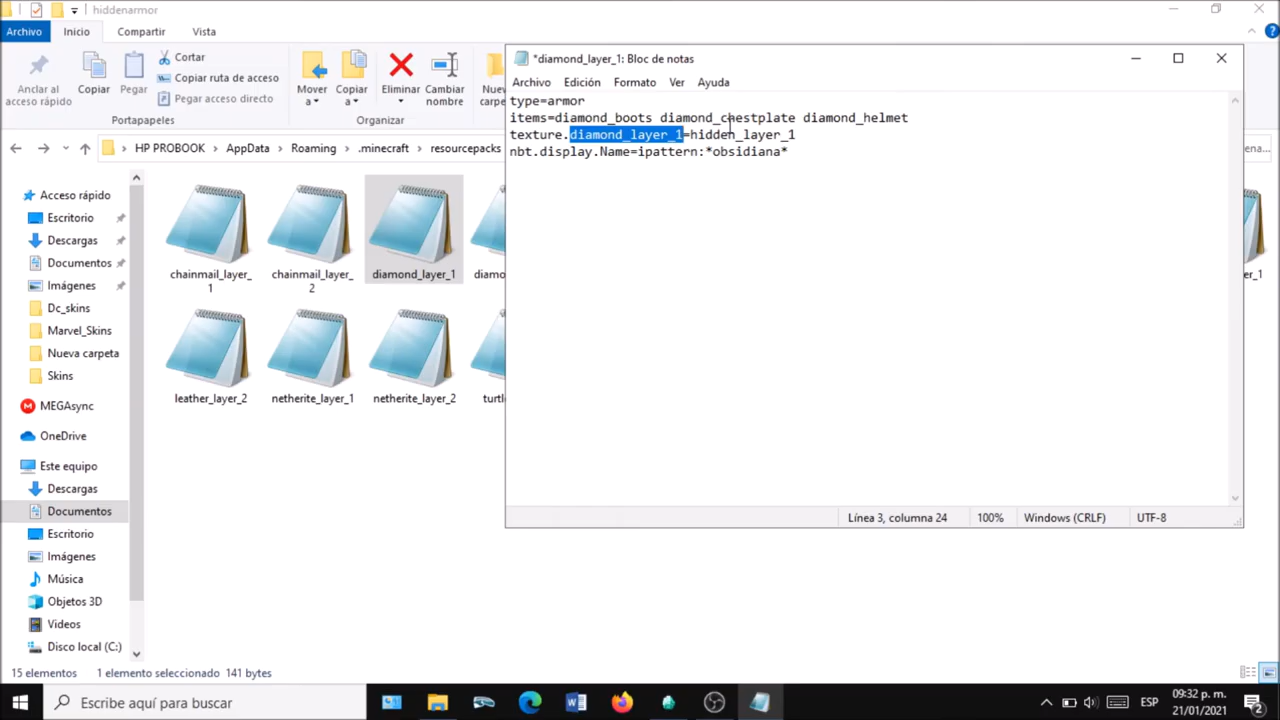 hiddenarmor
Archivo
Inicio
Compartir
Vista
Anclar al
acceso rápido
Copiar
Pegar
Cortar
Copiar ruta de acceso
Pegar acceso directo
Portapapeles
Mover
a
Copiar
a
Eliminar
Cambiar
nombre
Organizar
HP PROBOOK
AppData
Roaming
.minecraft
resourcepacks
Acceso rápido
Escritorio
Descargas
Documentos
Imágenes
Dc_skins
Marvel_Skins
Nueva carpeta
Skins
MEGAsync
OneDrive
Este equipo
Descargas
Documentos
Escritorio
Imágenes
Música
Objetos 3D
Videos
Disco local (C:)
chainmail_layer_
1
chainmail_layer_
2
diamond_layer_1
leather_layer_2
netherite_layer_1
netherite_layer_2
*diamond_layer_1: Bloc de notas
Archivo Edición Formato Ver Ayuda
type=armor
items=diamond_boots diamond_chestplate diamond_helmet
texture.diamond_layer_1=hidden_layer_1
nbt.display.Name=ipattern:*obsidiana*
Línea 3, columna 24
100%
Windows (CRLF)
UTF-8
15 elementos
1 elemento seleccionado
141 bytes
Escribe aquí para buscar
ESP
09:32 p. m.
21/01/2021
2